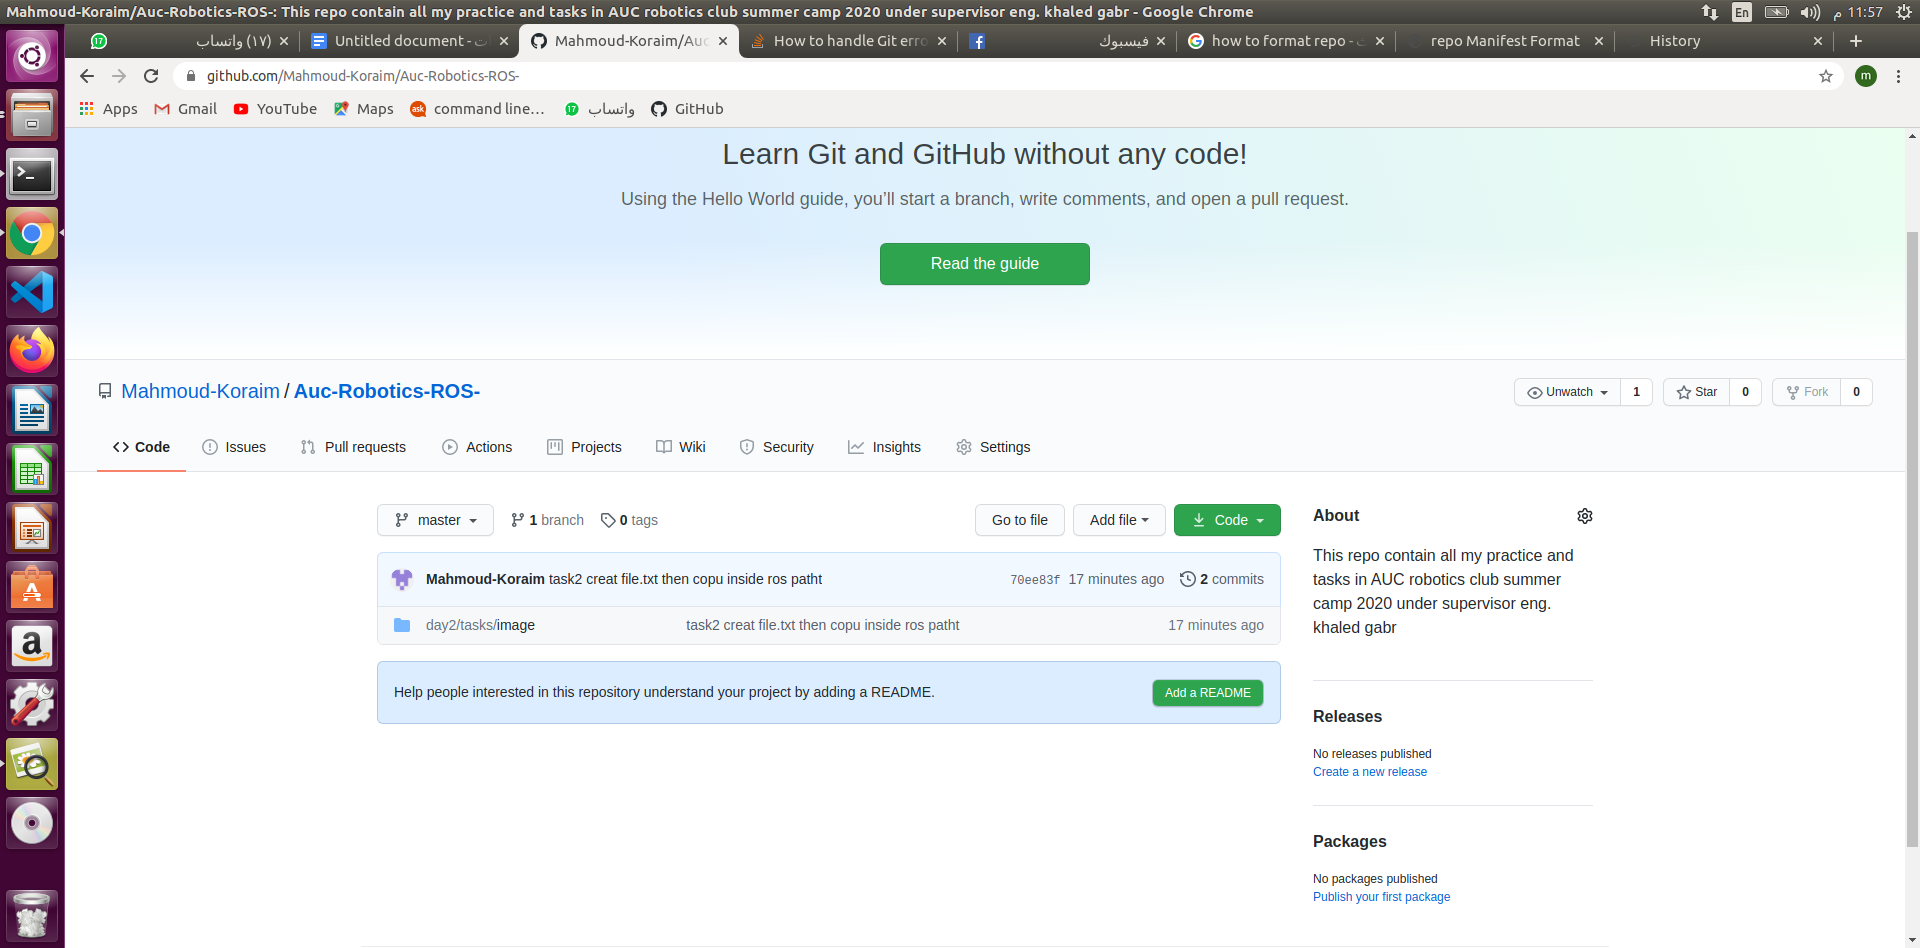 Mahmoud-Koraim/Auc-Robotics-ROS-: This repo contain all my practice and tasks in AUC robotics club summer camp 2020 under supervisor eng. khaled gabr - Google Chrome
En
11:57 م
(١٧) واتساب
Untitled document -
Mahmoud-Koraim/Auc
How to handle Git erro
فيسبوك
how to format repo -
repo Manifest Format
History
github.com/Mahmoud-Koraim/Auc-Robotics-ROS-
m
Apps
Gmail
YouTube
Maps
ask
command line…
17
واتساب
GitHub
Learn Git and GitHub without any code!
Using the Hello World guide, you’ll start a branch, write comments, and open a pull request.
Read the guide
Mahmoud-Koraim / Auc-Robotics-ROS-
Unwatch 1
Star 0
Fork 0
Code
Issues
Pull requests
Actions
Projects
Wiki
Security
Insights
Settings
master
1 branch
0 tags
Go to file
Add file
Code
Mahmoud-Koraim task2 creat file.txt then copu inside ros patht
70ee83f 17 minutes ago
2 commits
day2/tasks/image
task2 creat file.txt then copu inside ros patht
17 minutes ago
Help people interested in this repository understand your project by adding a README.
Add a README
About
This repo contain all my practice and
tasks in AUC robotics club summer
camp 2020 under supervisor eng.
khaled gabr
Releases
No releases published
Create a new release
Packages
No packages published
Publish your first package